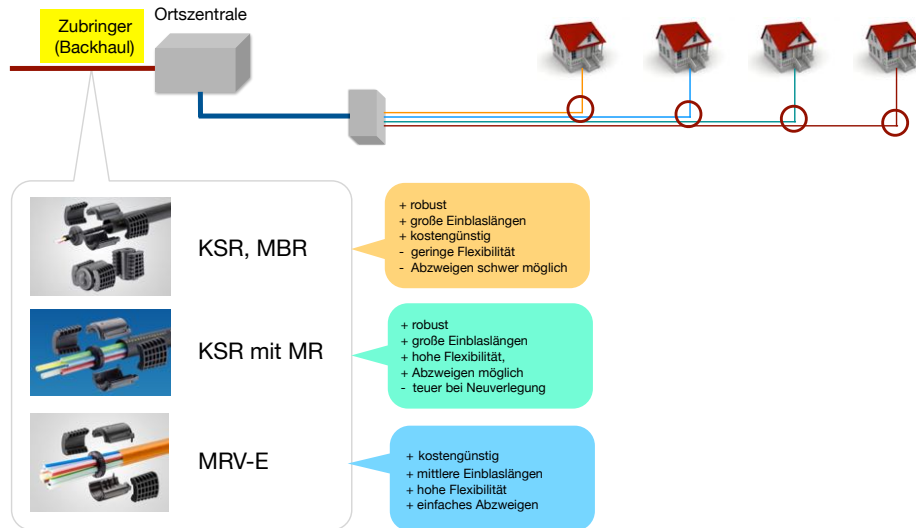 Zubringer
(Backhaul)
Ortszentrale
KSR, MBR
+ robust
+ große Einblaslängen
+ kostengünstig
- geringe Flexibilität
- Abzweigen schwer möglich
KSR mit MR
+ robust
+ große Einblaslängen
+ hohe Flexibilität,
+ Abzweigen möglich
- teuer bei Neuverlegung
MRV-E
+ kostengünstig
+ mittlere Einblaslängen
+ hohe Flexibilität
+ einfaches Abzweigen